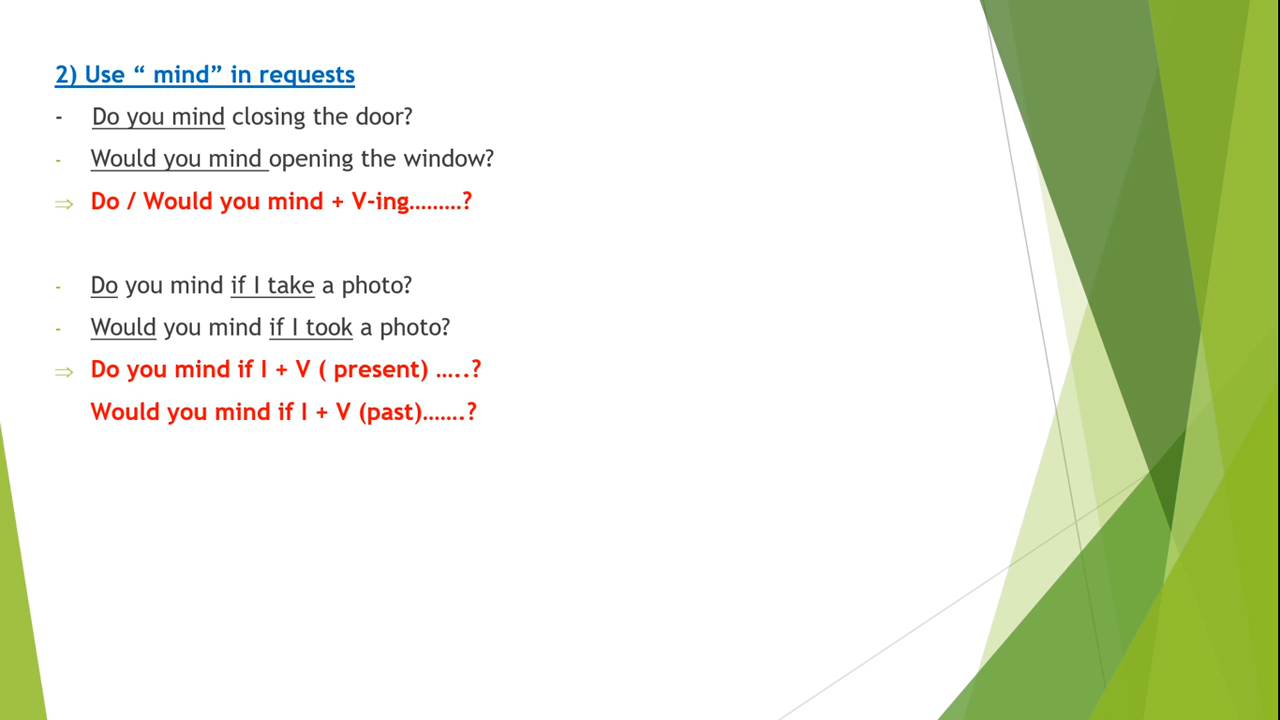 2) Use “ mind” in requests
- Do you mind closing the door?
- Would you mind opening the window?
⇒ Do / Would you mind + V-ing………?
- Do you mind if I take a photo?
- Would you mind if I took a photo?
⇒ Do you mind if I + V ( present) …..?
Would you mind if I + V (past)…….?